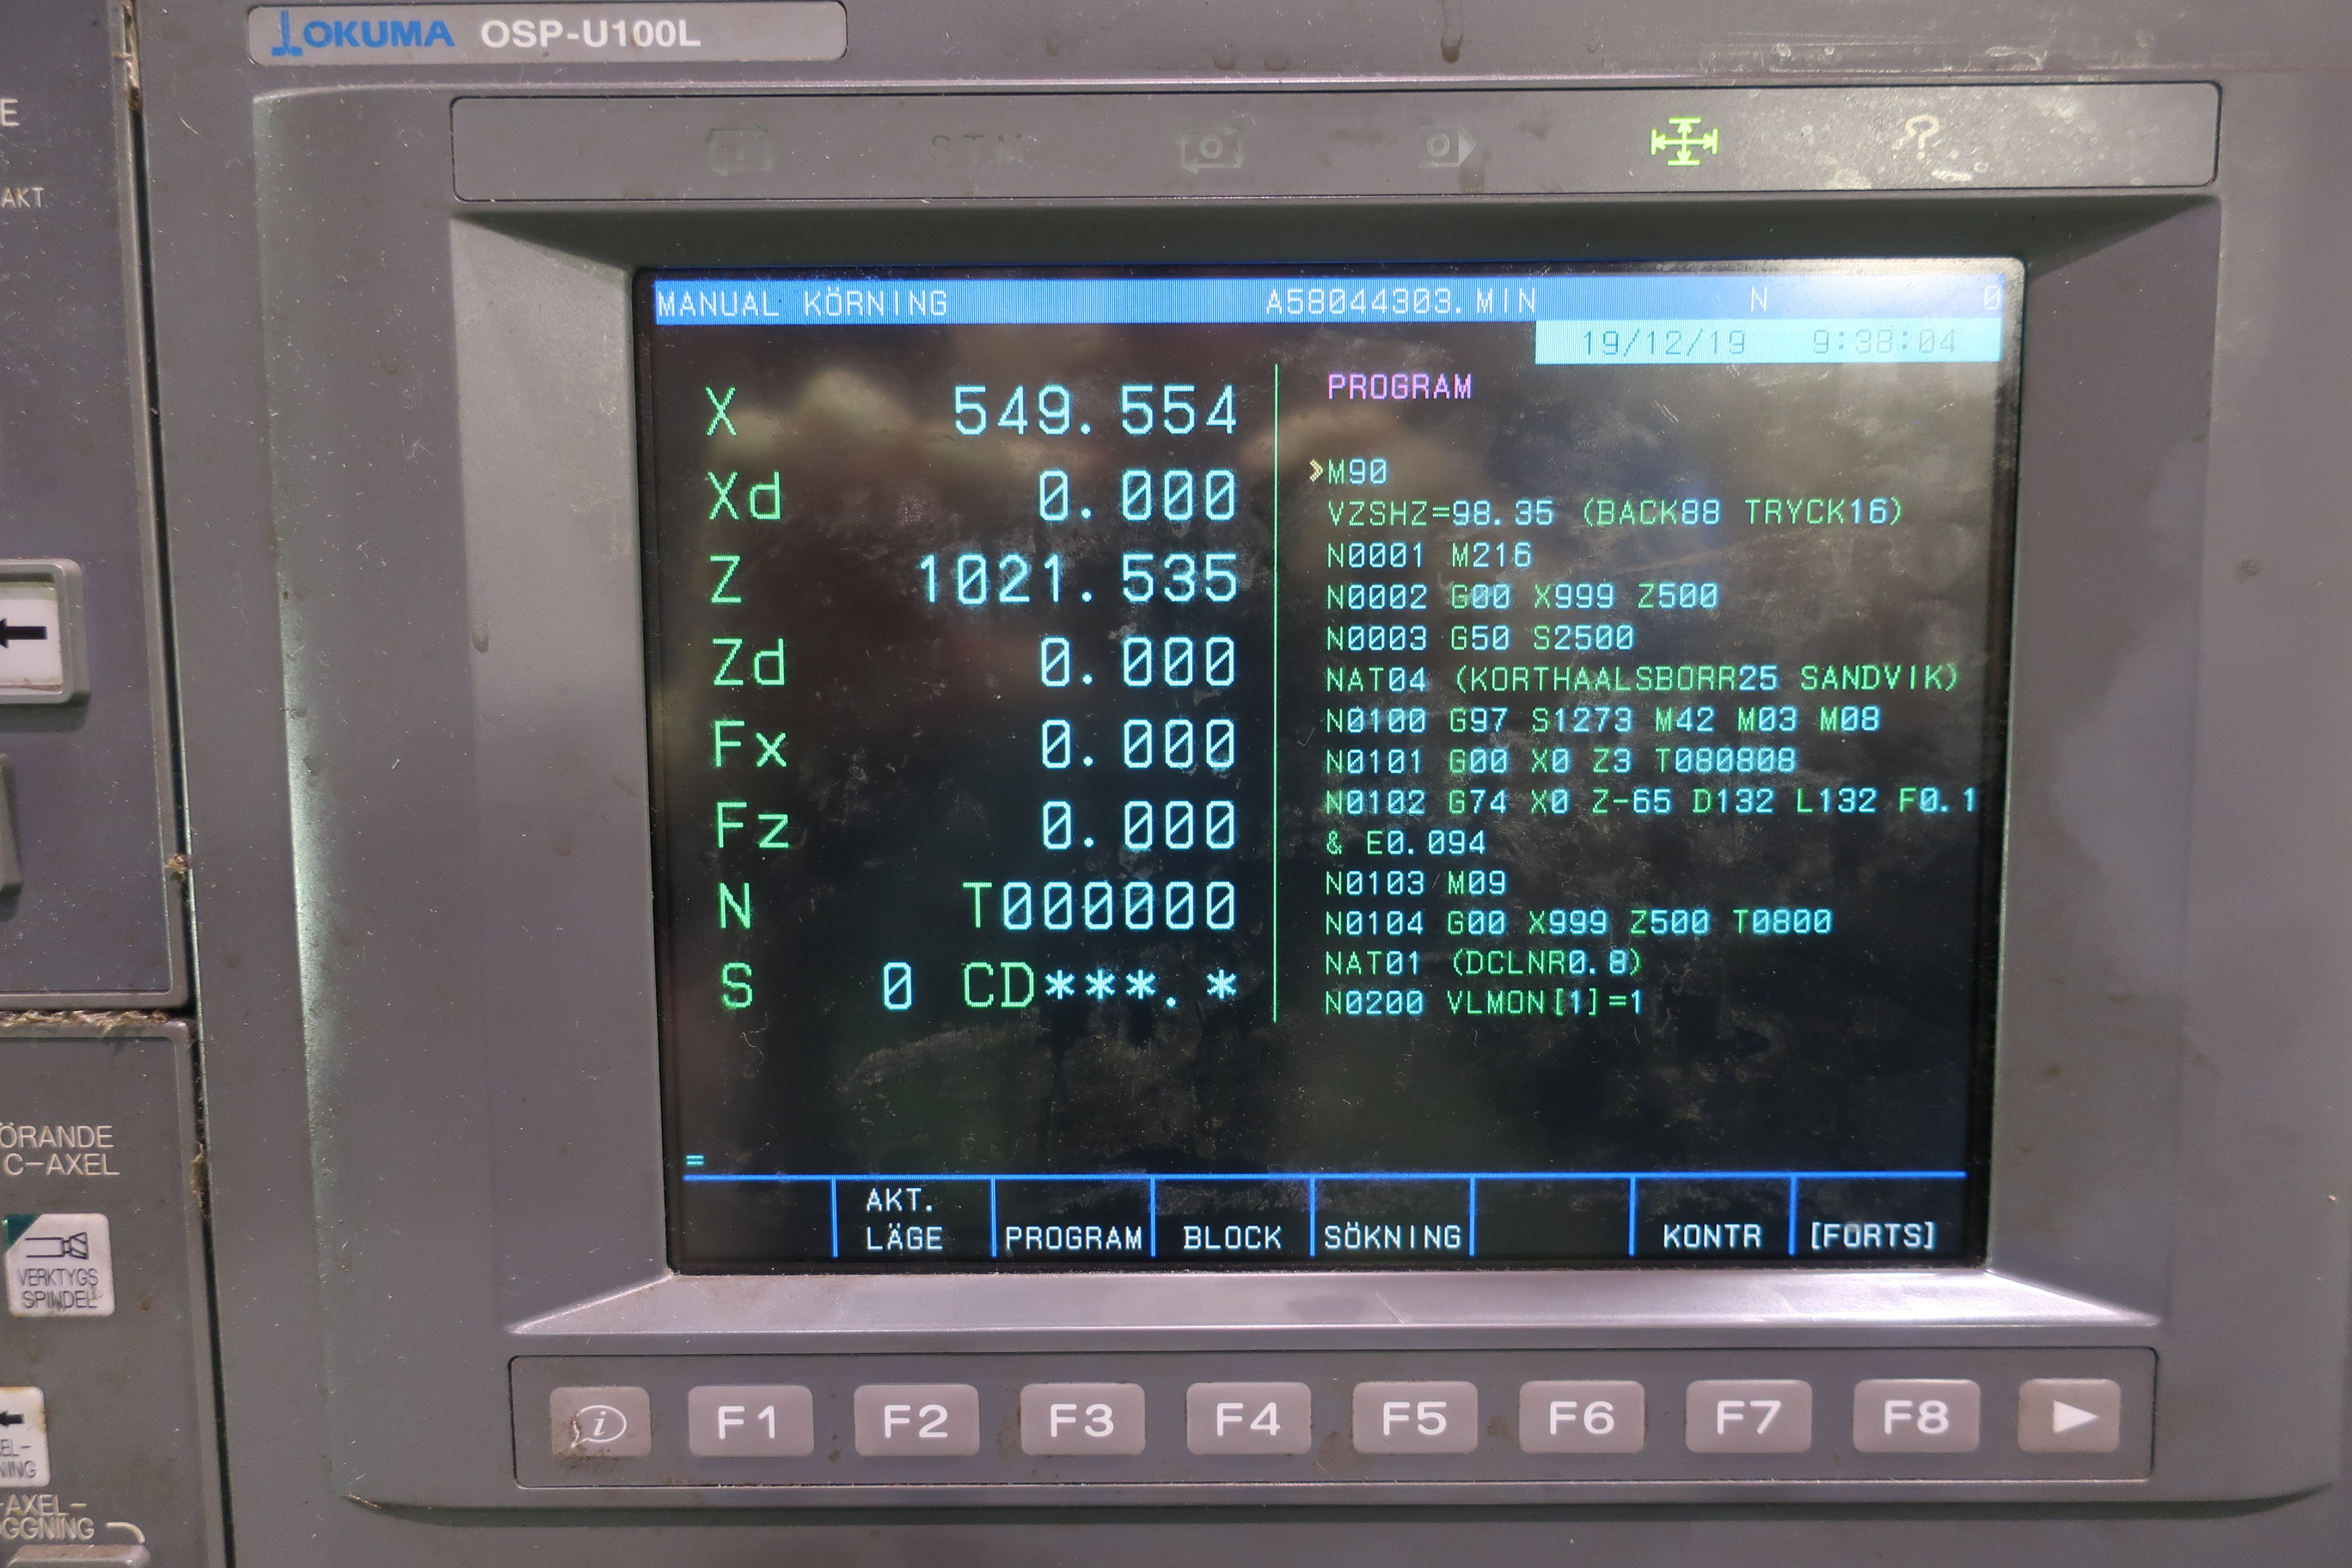 OKUMA OSP-U100L
E
AKT
STM
?
MANUAL KÖRNING A58044303.MIN N 0
19/12/19 9:38:04
X 549.554
Xd 0.000
Z 1021.535
Zd 0.000
Fx 0.000
Fz 0.000
N T000000
S 0 CD***.*
PROGRAM
>M90
VZSHZ=98.35 (BACK88 TRYCK16)
N0001 M216
N0002 G00 X999 Z500
N0003 G50 S2500
NAT04 (KORTHAALSBORR25 SANDVIK)
N0100 G97 S1273 M42 M03 M08
N0101 G00 X0 Z3 T080808
N0102 G74 X0 Z-65 D132 L132 F0.1
& E0.094
N0103 M09
N0104 G00 X999 Z500 T0800
NAT01 (DCLNR0.8)
N0200 VLMON[1]=1
=
AKT.
LÄGE PROGRAM BLOCK SÖKNING KONTR [FORTS]
i F1 F2 F3 F4 F5 F6 F7 F8
ÖRANDE
C-AXEL
VERKTYGS
SPINDEL
EL-
NING
-AXEL-
GGNING